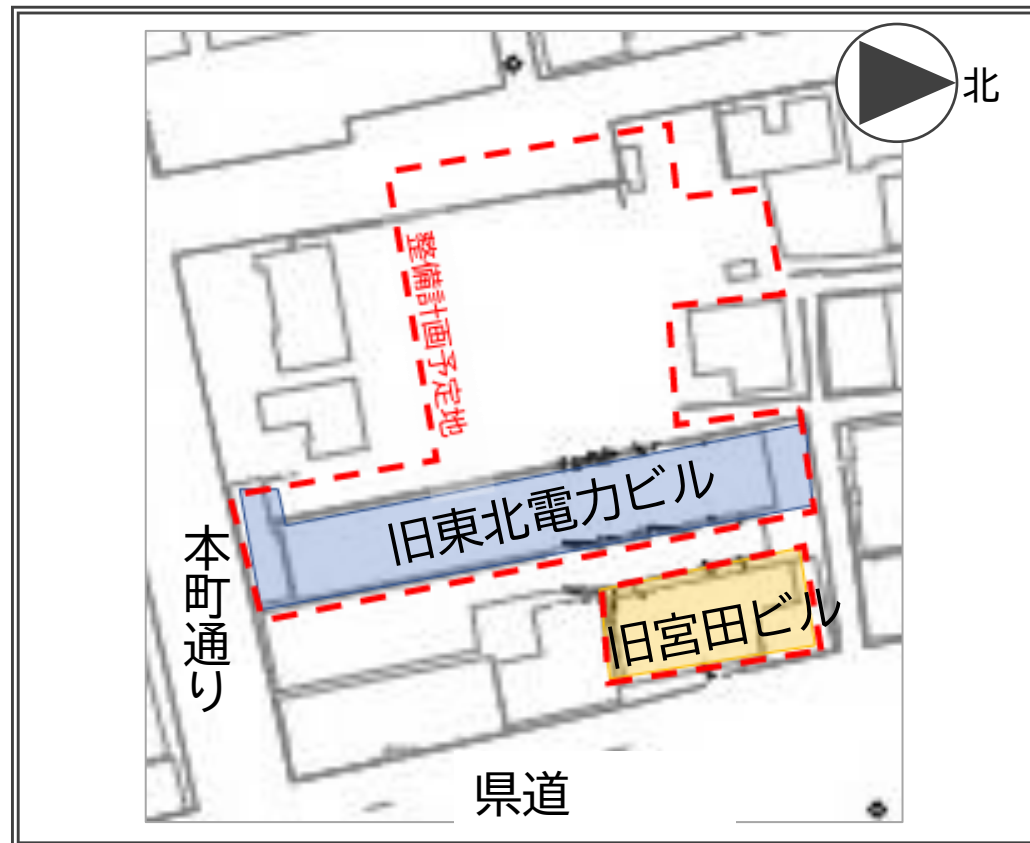 北
整備計画予定地
旧東北電力ビル
旧宮田ビル
本町通り
県道